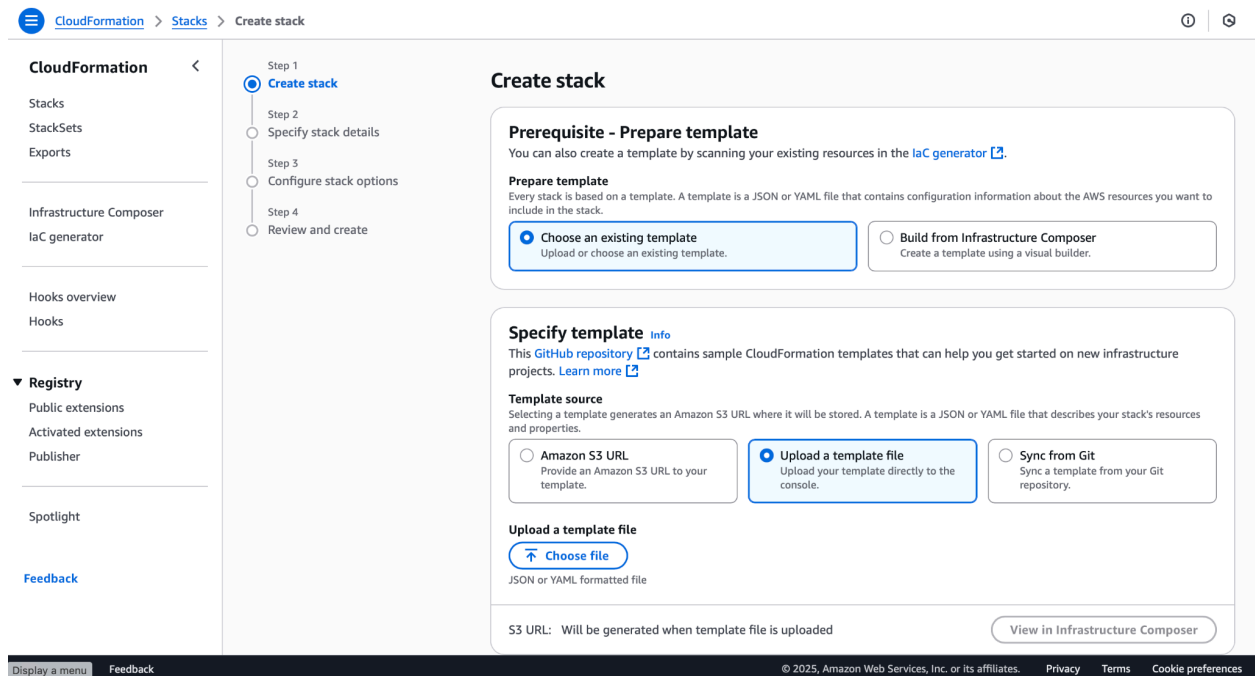 CloudFormation > Stacks > Create stack
CloudFormation
Stacks
StackSets
Exports
Infrastructure Composer
IaC generator
Hooks overview
Hooks
Registry
Public extensions
Activated extensions
Publisher
Spotlight
Feedback
Step 1
Create stack
Step 2
Specify stack details
Step 3
Configure stack options
Step 4
Review and create
Create stack
Prerequisite - Prepare template
You can also create a template by scanning your existing resources in the IaC generator.
Prepare template
Every stack is based on a template. A template is a JSON or YAML file that contains configuration information about the AWS resources you want to
include in the stack.
Choose an existing template
Upload or choose an existing template.
Build from Infrastructure Composer
Create a template using a visual builder.
Specify template Info
This GitHub repository contains sample CloudFormation templates that can help you get started on new infrastructure
projects. Learn more
Template source
Selecting a template generates an Amazon S3 URL where it will be stored. A template is a JSON or YAML file that describes your stack's resources
and properties.
Amazon S3 URL
Provide an Amazon S3 URL to your
template.
Upload a template file
Upload your template directly to the
console.
Sync from Git
Sync a template from your Git
repository.
Upload a template file
Choose file
JSON or YAML formatted file
S3 URL: Will be generated when template file is uploaded
View in Infrastructure Composer
Display a menu Feedback
© 2025, Amazon Web Services, Inc. or its affiliates. Privacy Terms Cookie preferences